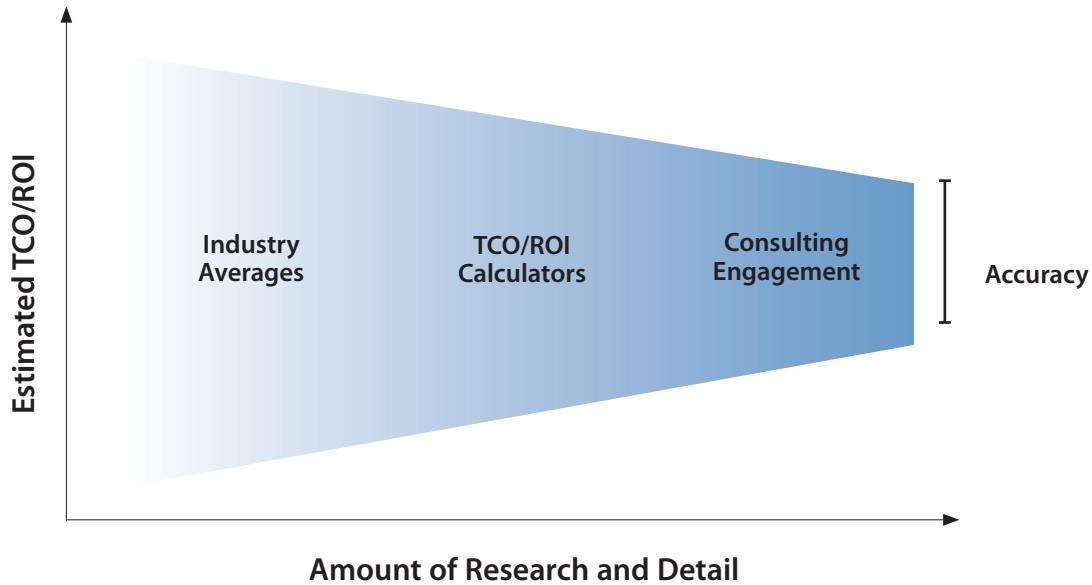 Estimated TCO/ROI
Industry
Averages
TCO/ROI
Calculators
Consulting
Engagement
Accuracy
Amount of Research and Detail